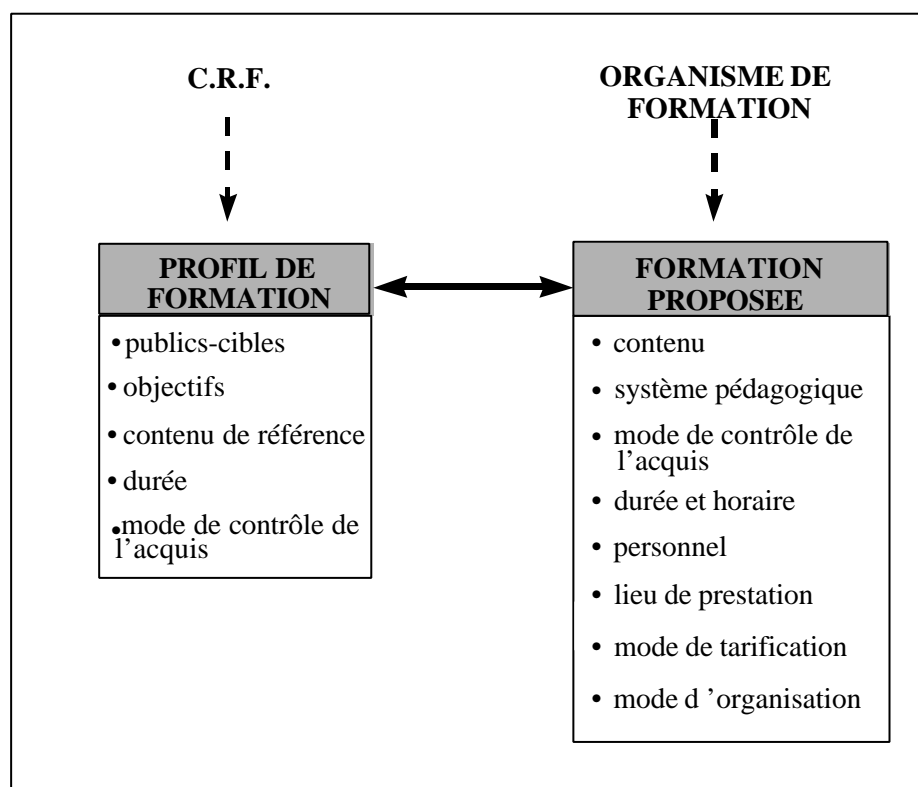 C.R.F.
PROFIL DE
FORMATION
•publics-cibles
•objectifs
•contenu de référence
•durée
•mode de contrôle de
l’acquis
ORGANISME DE
FORMATION
FORMATION
PROPOSEE
• contenu
• système pédagogique
• mode de contrôle de
l’acquis
• durée et horaire
• personnel
• lieu de prestation
• mode de tarification
• mode d ’organisation